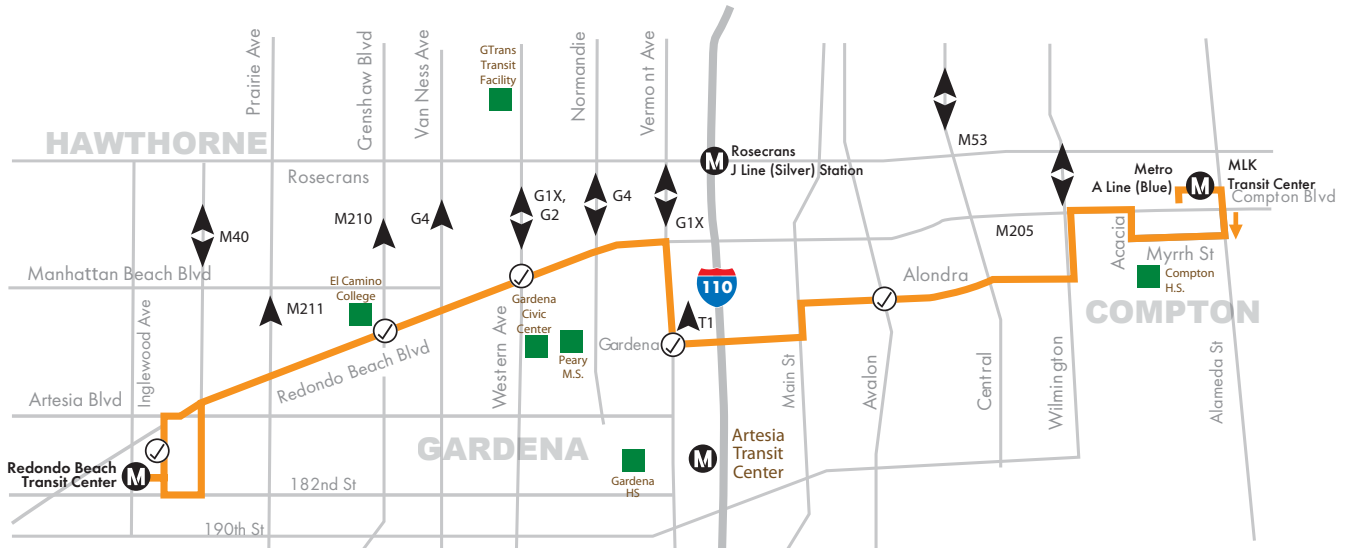 Prairie Ave
Crenshaw Blvd
Van Ness Ave
GTrans
Transit
Facility
Normandie
Vermont Ave
HAWTHORNE
Rosecrans
M
Rosecrans
J Line (Silver) Station
M53
Metro
A Line (Blue)
M
MLK
Transit Center
Compton Blvd
M40
M210
G4
G1X,
G2
G4
G1X
M205
Acacia
Myrrh St
Manhattan Beach Blvd
El Camino
College
M211
Gardena
Civic
Center
110
Alondra
Compton
H.S.
COMPTON
T1
Gardena
Peary
M.S.
Redondo Beach Blvd
Inglewood Ave
Western Ave
Main St
Avalon
Central
Wilmington
Alameda St
Artesia Blvd
GARDENA
Redondo Beach
Transit Center
M
182nd St
Gardena
HS
M
Artesia
Transit
Center
190th St